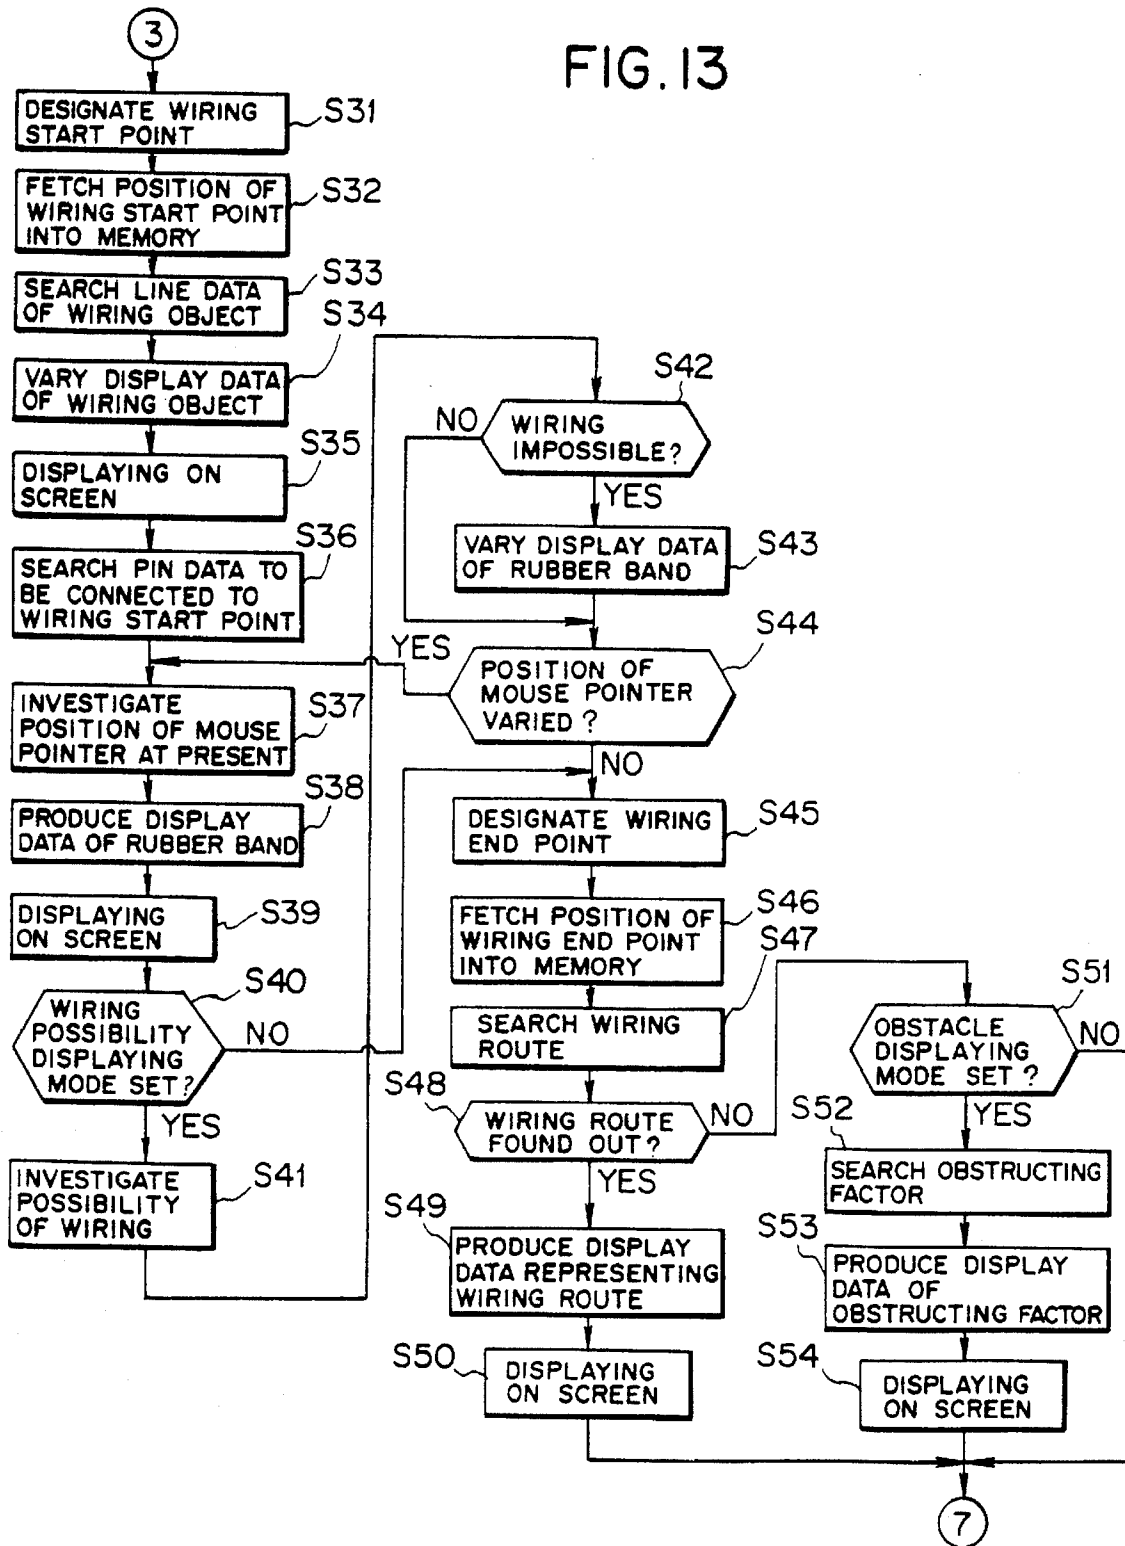 FIG. 13
3
DESIGNATE WIRING
START POINT
S31
FETCH POSITION OF
WIRING START POINT
INTO MEMORY
S32
SEARCH LINE DATA
OF WIRING OBJECT
S33
VARY DISPLAY DATA
OF WIRING OBJECT
S34
DISPLAYING ON
SCREEN
S35
SEARCH PIN DATA TO
BE CONNECTED TO
WIRING START POINT
S36
INVESTIGATE
POSITION OF MOUSE
POINTER AT PRESENT
S37
PRODUCE DISPLAY
DATA OF RUBBER BAND
S38
DISPLAYING
ON SCREEN
S39
WIRING
POSSIBILITY
DISPLAYING
MODE SET?
S40
NO
YES
INVESTIGATE
POSSIBILITY
OF WIRING
S41
WIRING
IMPOSSIBLE?
S42
NO
YES
VARY DISPLAY DATA
OF RUBBER BAND
S43
POSITION OF
MOUSE POINTER
VARIED?
S44
YES
NO
DESIGNATE WIRING
END POINT
S45
FETCH POSITION OF
WIRING END POINT
INTO MEMORY
S46
SEARCH WIRING
ROUTE
S47
WIRING ROUTE
FOUND OUT?
S48
NO
YES
PRODUCE DISPLAY
DATA REPRESENTING
WIRING ROUTE
S49
DISPLAYING
ON SCREEN
S50
OBSTACLE
DISPLAYING
MODE SET?
S51
NO
YES
SEARCH OBSTRUCTING
FACTOR
S52
PRODUCE DISPLAY
DATA OF
OBSTRUCTING FACTOR
S53
DISPLAYING
ON SCREEN
S54
7